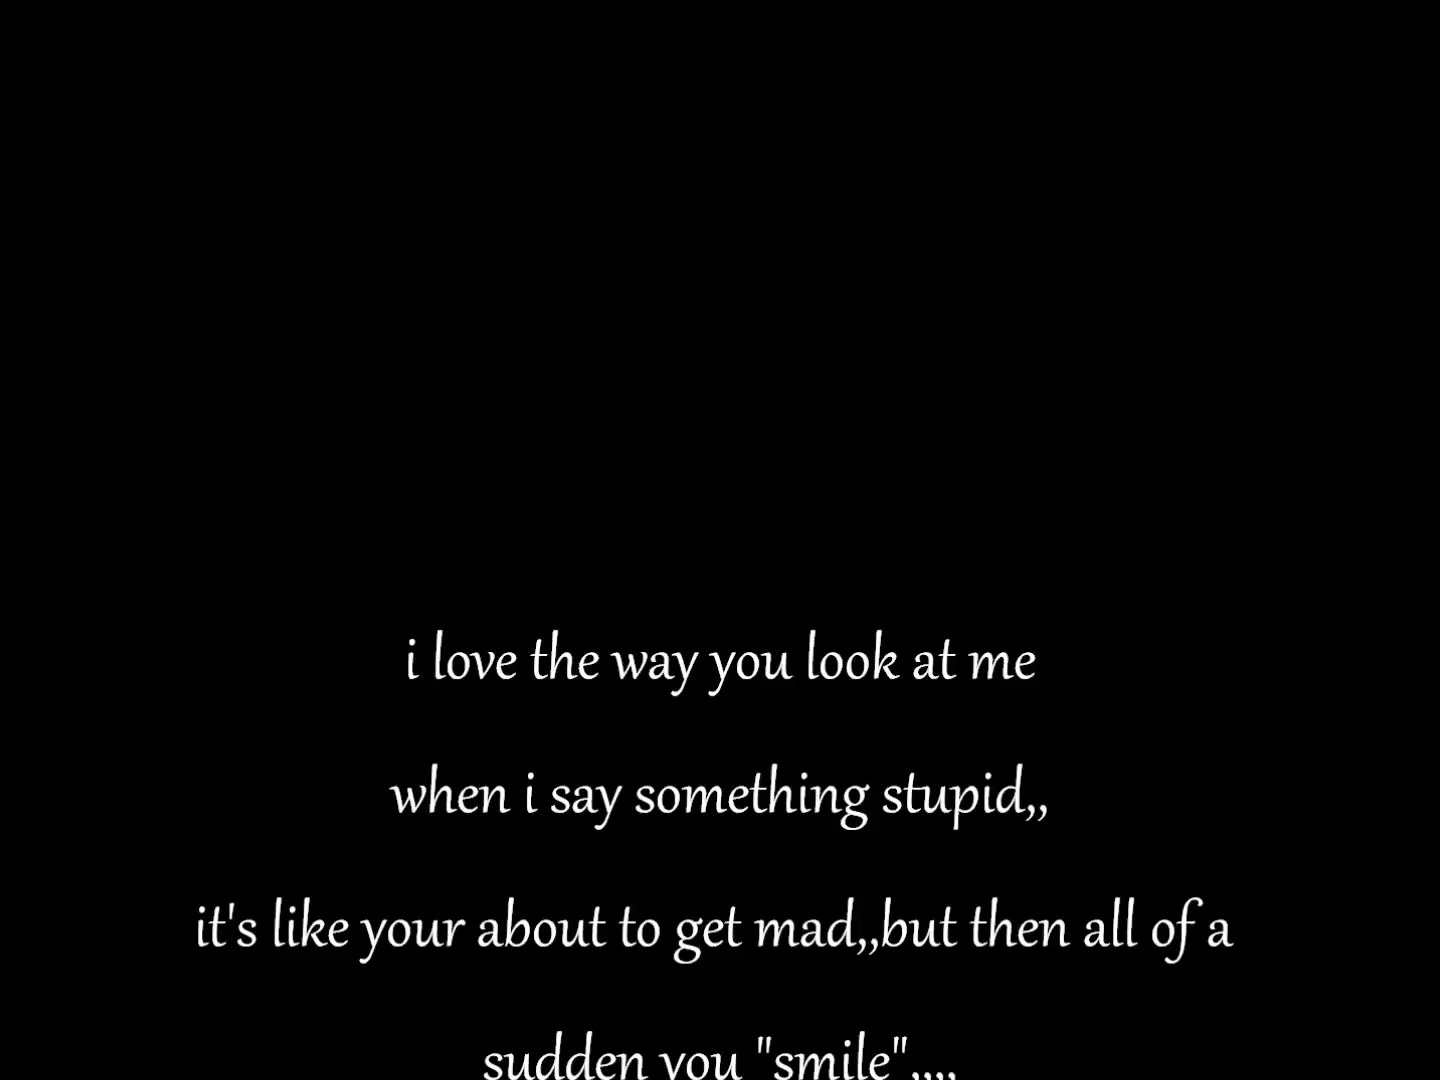 i love the way you look at me
when i say something stupid,,
it's like your about to get mad,,but then all of a
sudden you "smile",,,,